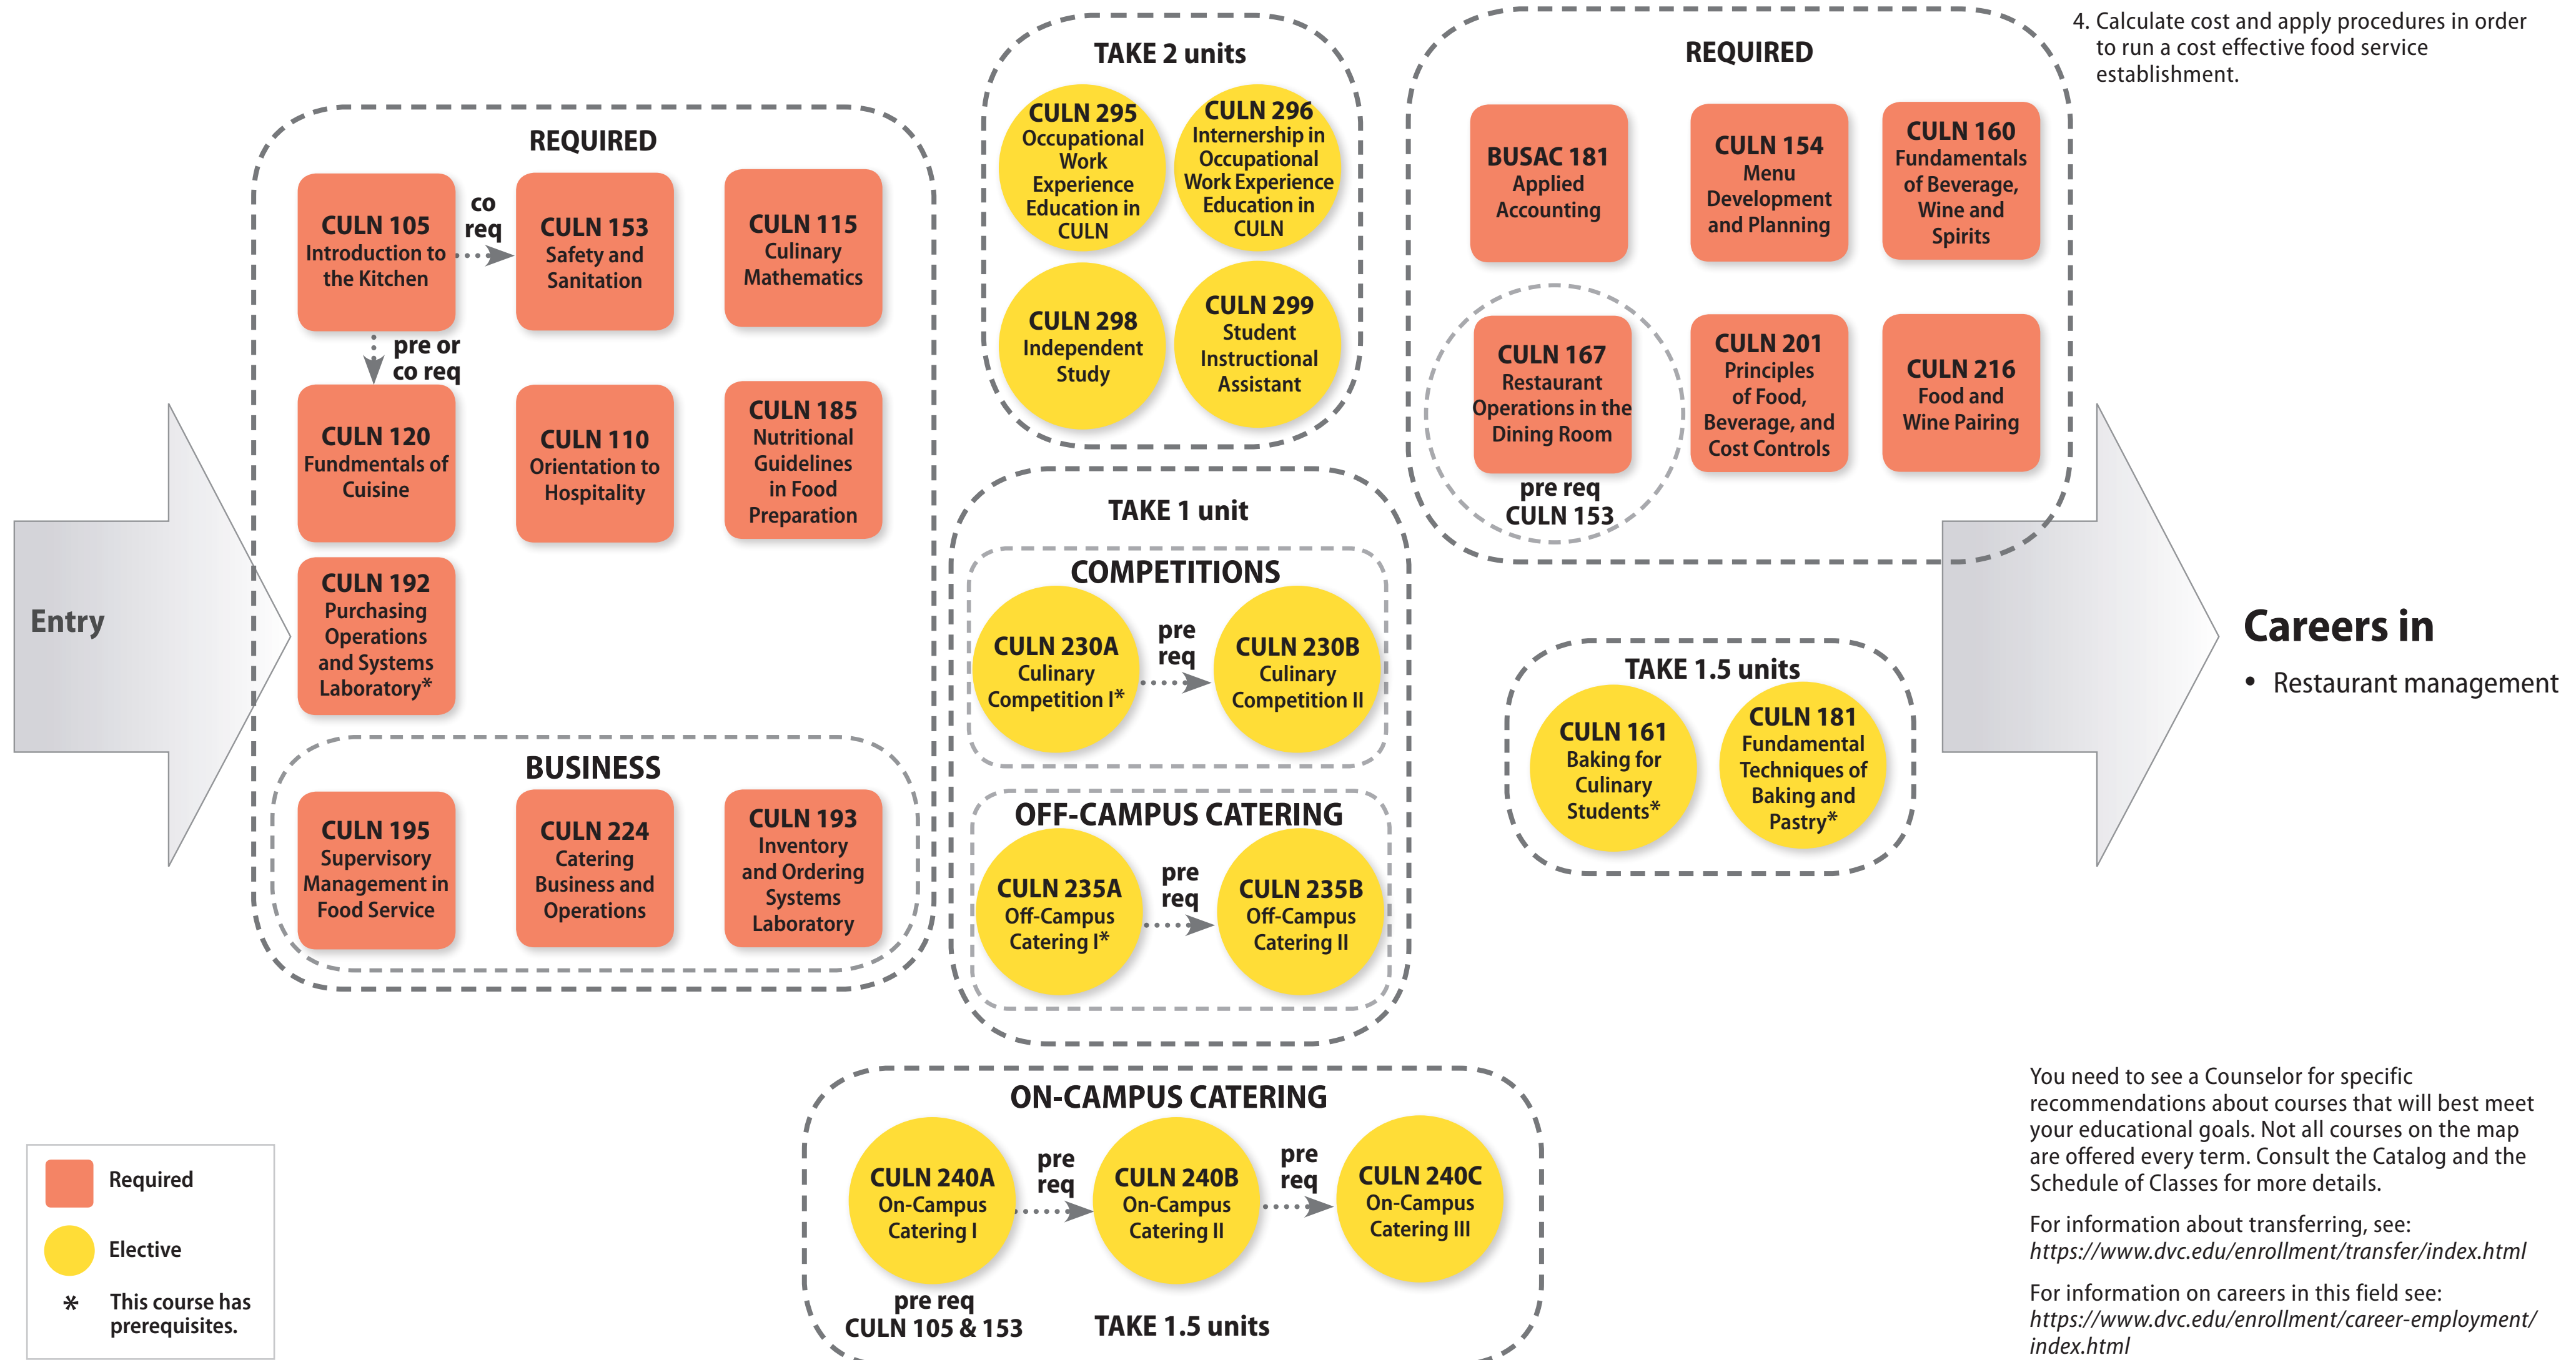 4. Calculate cost and apply procedures in order
to run a cost effective food service
establishment.
Entry
REQUIRED
CULN 105
Introduction to
the Kitchen
co
req
CULN 153
Safety and
Sanitation
CULN 115
Culinary
Mathematics
pre or
co req
CULN 120
Fundmentals of
Cuisine
CULN 110
Orientation to
Hospitality
CULN 185
Nutritional
Guidelines
in Food
Preparation
CULN 192
Purchasing
Operations
and Systems
Laboratory*
BUSINESS
CULN 195
Supervisory
Management in
Food Service
CULN 224
Catering
Business and
Operations
CULN 193
Inventory
and Ordering
Systems
Laboratory
TAKE 2 units
CULN 295
Occupational
Work
Experience
Education in
CULN
CULN 296
Internership in
Occupational
Work Experience
Education in
CULN
CULN 298
Independent
Study
CULN 299
Student
Instructional
Assistant
TAKE 1 unit
COMPETITIONS
CULN 230A
Culinary
Competition I*
pre
req
CULN 230B
Culinary
Competition II
OFF-CAMPUS CATERING
CULN 235A
Off-Campus
Catering I*
pre
req
CULN 235B
Off-Campus
Catering II
REQUIRED
BUSAC 181
Applied
Accounting
CULN 154
Menu
Development
and Planning
CULN 160
Fundamentals
of Beverage,
Wine and
Spirits
CULN 167
Restaurant
Operations in the
Dining Room
pre req
CULN 153
CULN 201
Principles
of Food,
Beverage, and
Cost Controls
CULN 216
Food and
Wine Pairing
TAKE 1.5 units
CULN 161
Baking for
Culinary
Students*
CULN 181
Fundamental
Techniques of
Baking and
Pastry*
Careers in
• Restaurant management
ON-CAMPUS CATERING
CULN 240A
On-Campus
Catering I
pre
req
CULN 240B
On-Campus
Catering II
pre
req
CULN 240C
On-Campus
Catering III
pre req
CULN 105 & 153
TAKE 1.5 units
Required
Elective
* This course has
prerequisites.
You need to see a Counselor for specific
recommendations about courses that will best meet
your educational goals. Not all courses on the map
are offered every term. Consult the Catalog and the
Schedule of Classes for more details.
For information about transferring, see:
https://www.dvc.edu/enrollment/transfer/index.html
For information on careers in this field see:
https://www.dvc.edu/enrollment/career-employment/
index.html